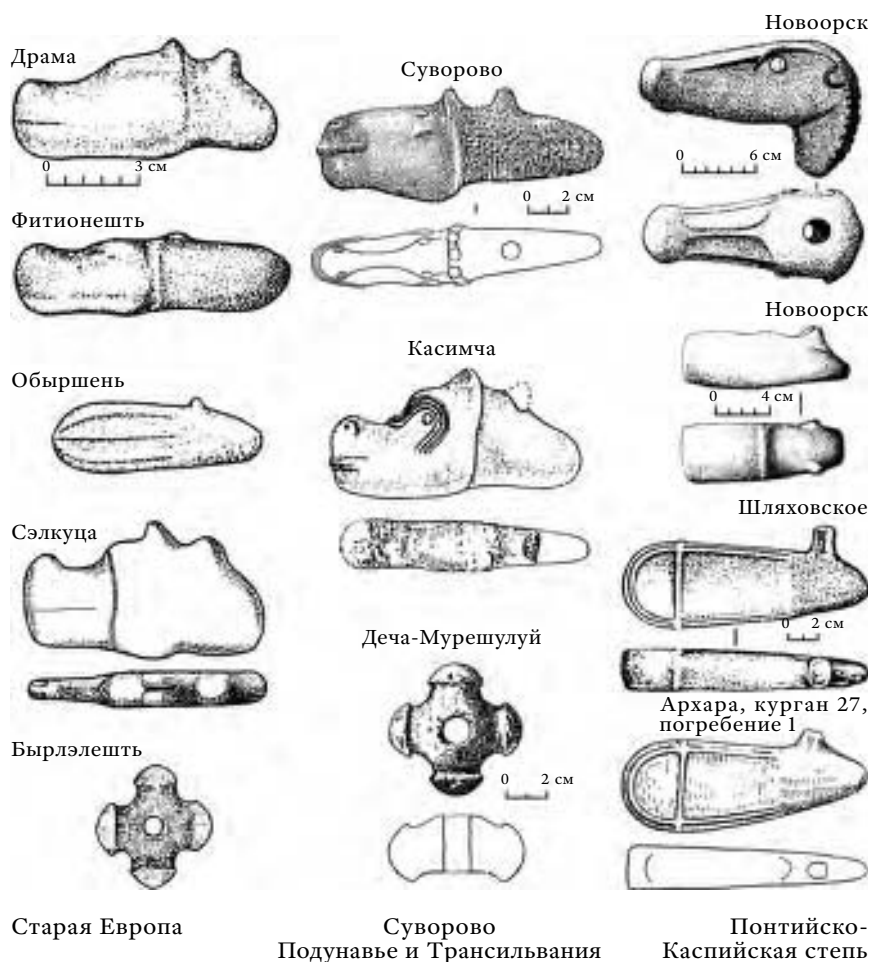 Драма
0 3 см
Фитионешть
Обыршень
Сэлкуца
Бырлэлешть
Старая Европа
Суворово
0 2 см
Касимча
Деча-Мурешулуй
0 2 см
Суворово
Подунавье и Трансильвания
Новоорск
0 6 см
Новоорск
0 4 см
Шляховское
0 2 см
Архара, курган 27,
погребение 1
Понтийско-
Каспийская степь